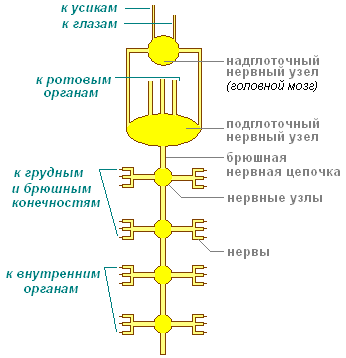 к усикам
к глазам
надглоточный
нервный узел
(головной мозг)
к ротовым
органам
подглоточный
нервный узел
брюшная
нервная цепочка
к грудным
и брюшным
конечностям
нервные узлы
нервы
к внутренним
органам